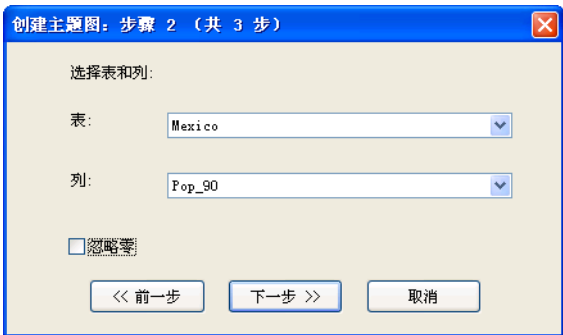 创建主题图: 步骤 2 （共 3 步）
选择表和列:
表: Mexico
列: Pop_90
忽略零
<< 前一步 下一步 >> 取消